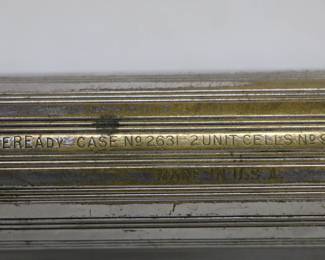 EREADY CASE No 2631 2 UNIT CELLS No
MADE IN U.S.A.